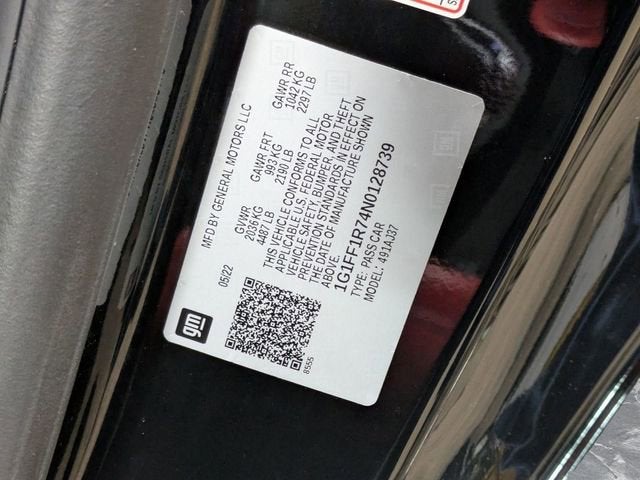 gm
MFD BY GENERAL MOTORS LLC
05/22
GVWR GAWR FRT GAWR RR
2036 KG 993 KG 1042 KG
4487 LB 2190 LB 2297 LB
THIS VEHICLE CONFORMS TO ALL
APPLICABLE U.S. FEDERAL MOTOR
VEHICLE SAFETY, BUMPER, AND THEFT
PREVENTION STANDARDS IN EFFECT ON
THE DATE OF MANUFACTURE SHOWN
ABOVE.
1G1FF1R74N0128739
TYPE: PASS CAR
MODEL: 491AJ37
8555